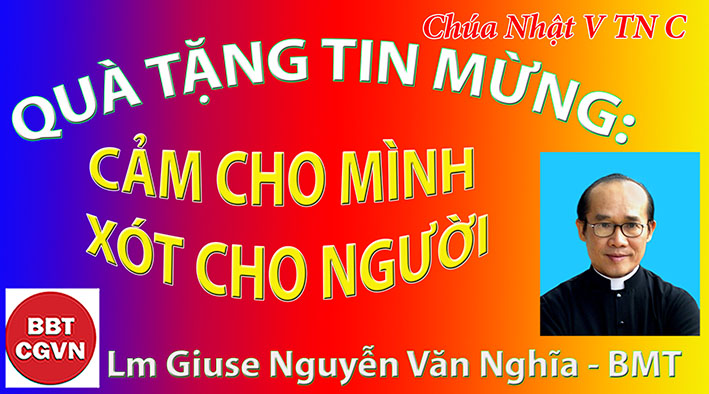 Chúa Nhật V TN C
QUÀ TẶNG TIN MỪNG:
CẢM CHO MÌNH
XÓT CHO NGƯỜI
BBT
CGVN
Lm Giuse Nguyễn Văn Nghĩa - BMT